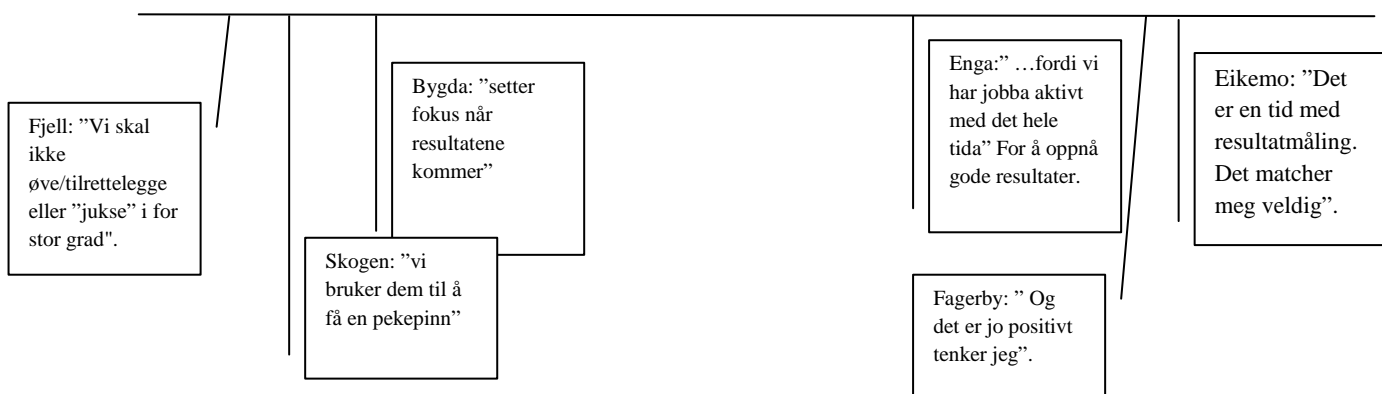 Fjell: ”Vi skal
ikke
øve/tilrettelegge
eller ”jukse” i for
stor grad".
Bygda: ”setter
fokus når
resultatene
kommer”
Skogen: ”vi
bruker dem til å
få en pekepinn”
Enga:” …fordi vi
har jobba aktivt
med det hele
tida” For å oppnå
gode resultater.
Fagerby: ” Og
det er jo positivt
tenker jeg”.
Eikemo: ”Det
er en tid med
resultatmåling.
Det matcher
meg veldig”.